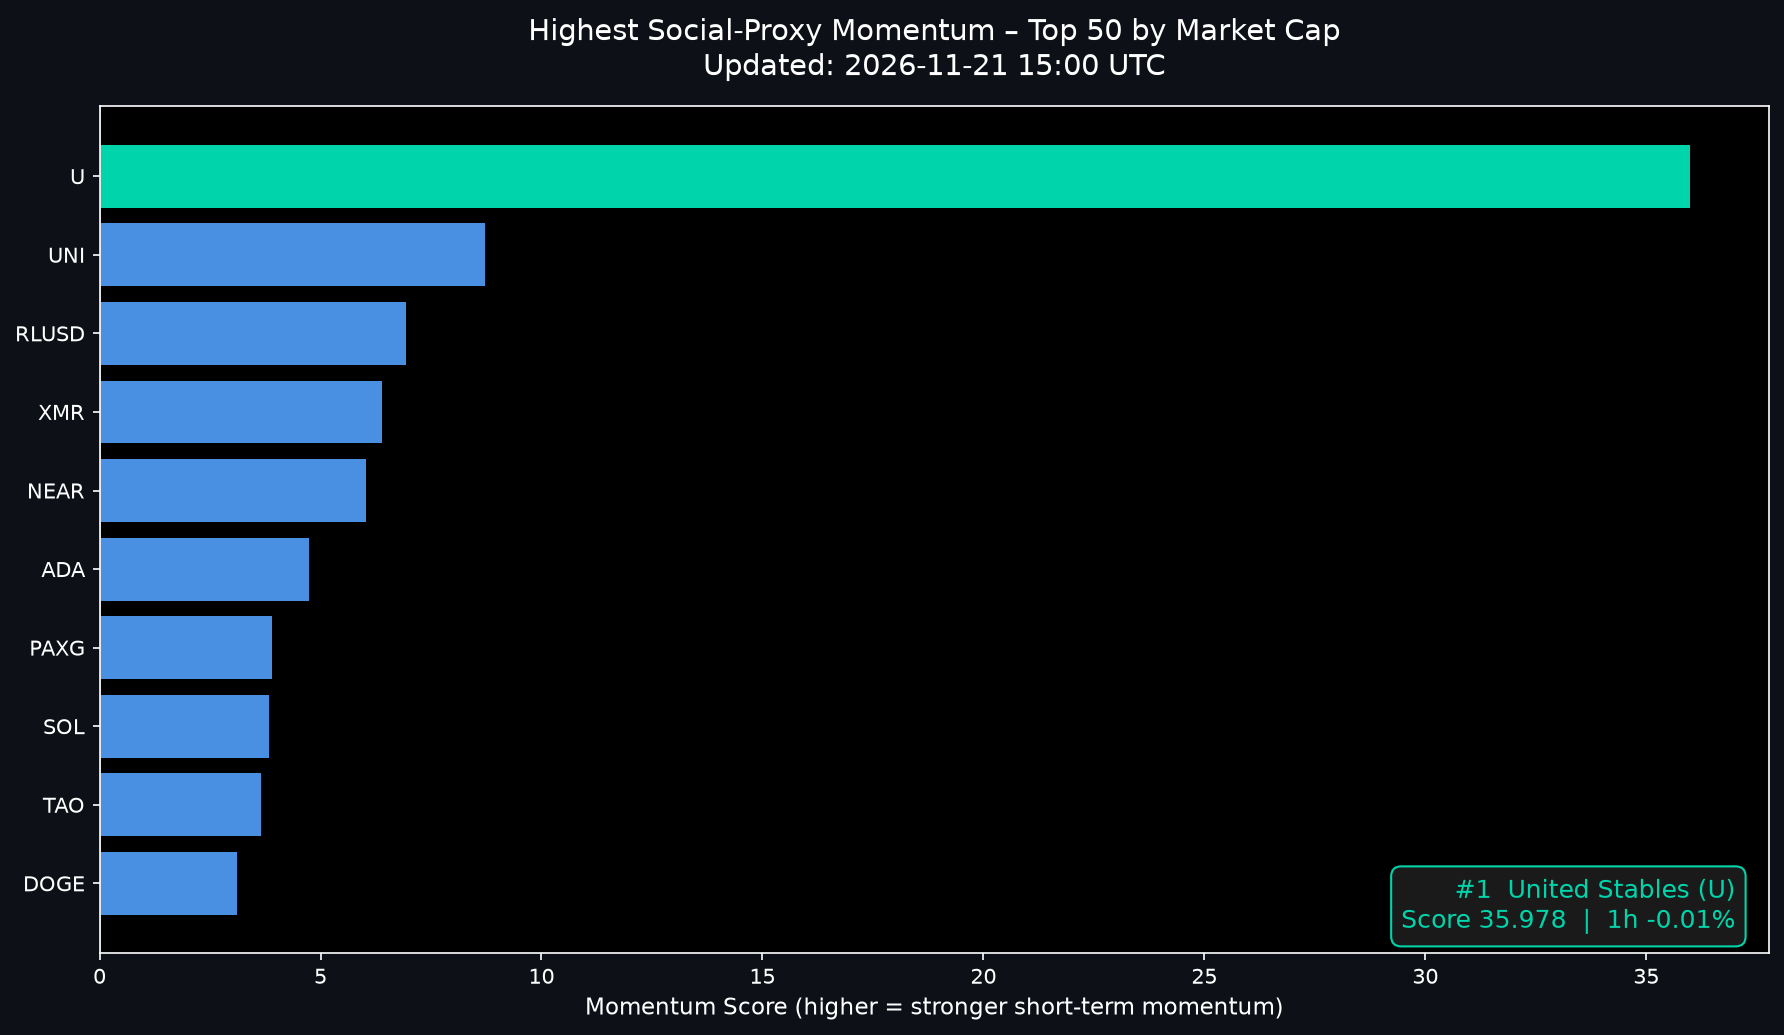 Highest Social-Proxy Momentum – Top 50 by Market Cap
Updated: 2026-11-21 15:00 UTC
U
UNI
RLUSD
XMR
NEAR
ADA
PAXG
SOL
TAO
DOGE
#1 United Stables (U)
Score 35.978 | 1h -0.01%
0 5 10 15 20 25 30 35
Momentum Score (higher = stronger short-term momentum)